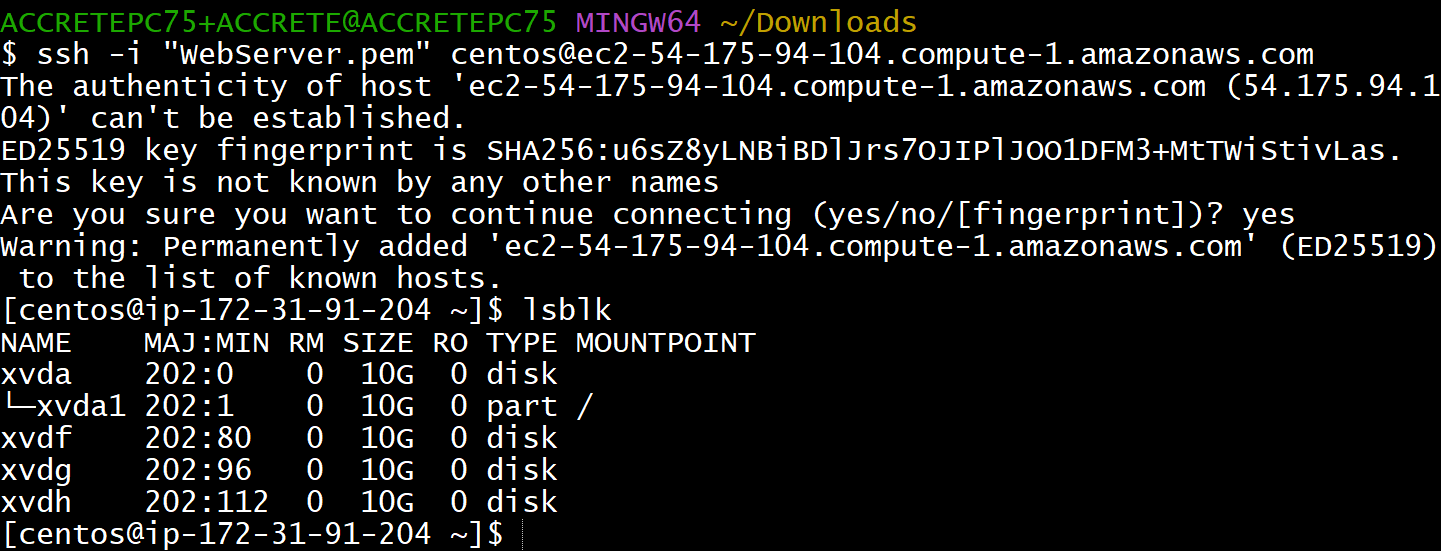 ACCRETEPC75+ACCRETE@ACCRETEPC75 MINGW64 ~/Downloads
$ ssh -i "WebServer.pem" centos@ec2-54-175-94-104.compute-1.amazonaws.com
The authenticity of host 'ec2-54-175-94-104.compute-1.amazonaws.com (54.175.94.1
04)' can't be established.
ED25519 key fingerprint is SHA256:u6sZ8yLNBiBDlJrs7OJIPlJOO1DFM3+MtTWiStivLas.
This key is not known by any other names
Are you sure you want to continue connecting (yes/no/[fingerprint])? yes
Warning: Permanently added 'ec2-54-175-94-104.compute-1.amazonaws.com' (ED25519)
 to the list of known hosts.
[centos@ip-172-31-91-204 ~]$ lsblk
NAME    MAJ:MIN RM SIZE RO TYPE MOUNTPOINT
xvda    202:0    0  10G  0 disk
└─xvda1 202:1    0  10G  0 part /
xvdf    202:80   0  10G  0 disk
xvdg    202:96   0  10G  0 disk
xvdh    202:112  0  10G  0 disk
[centos@ip-172-31-91-204 ~]$